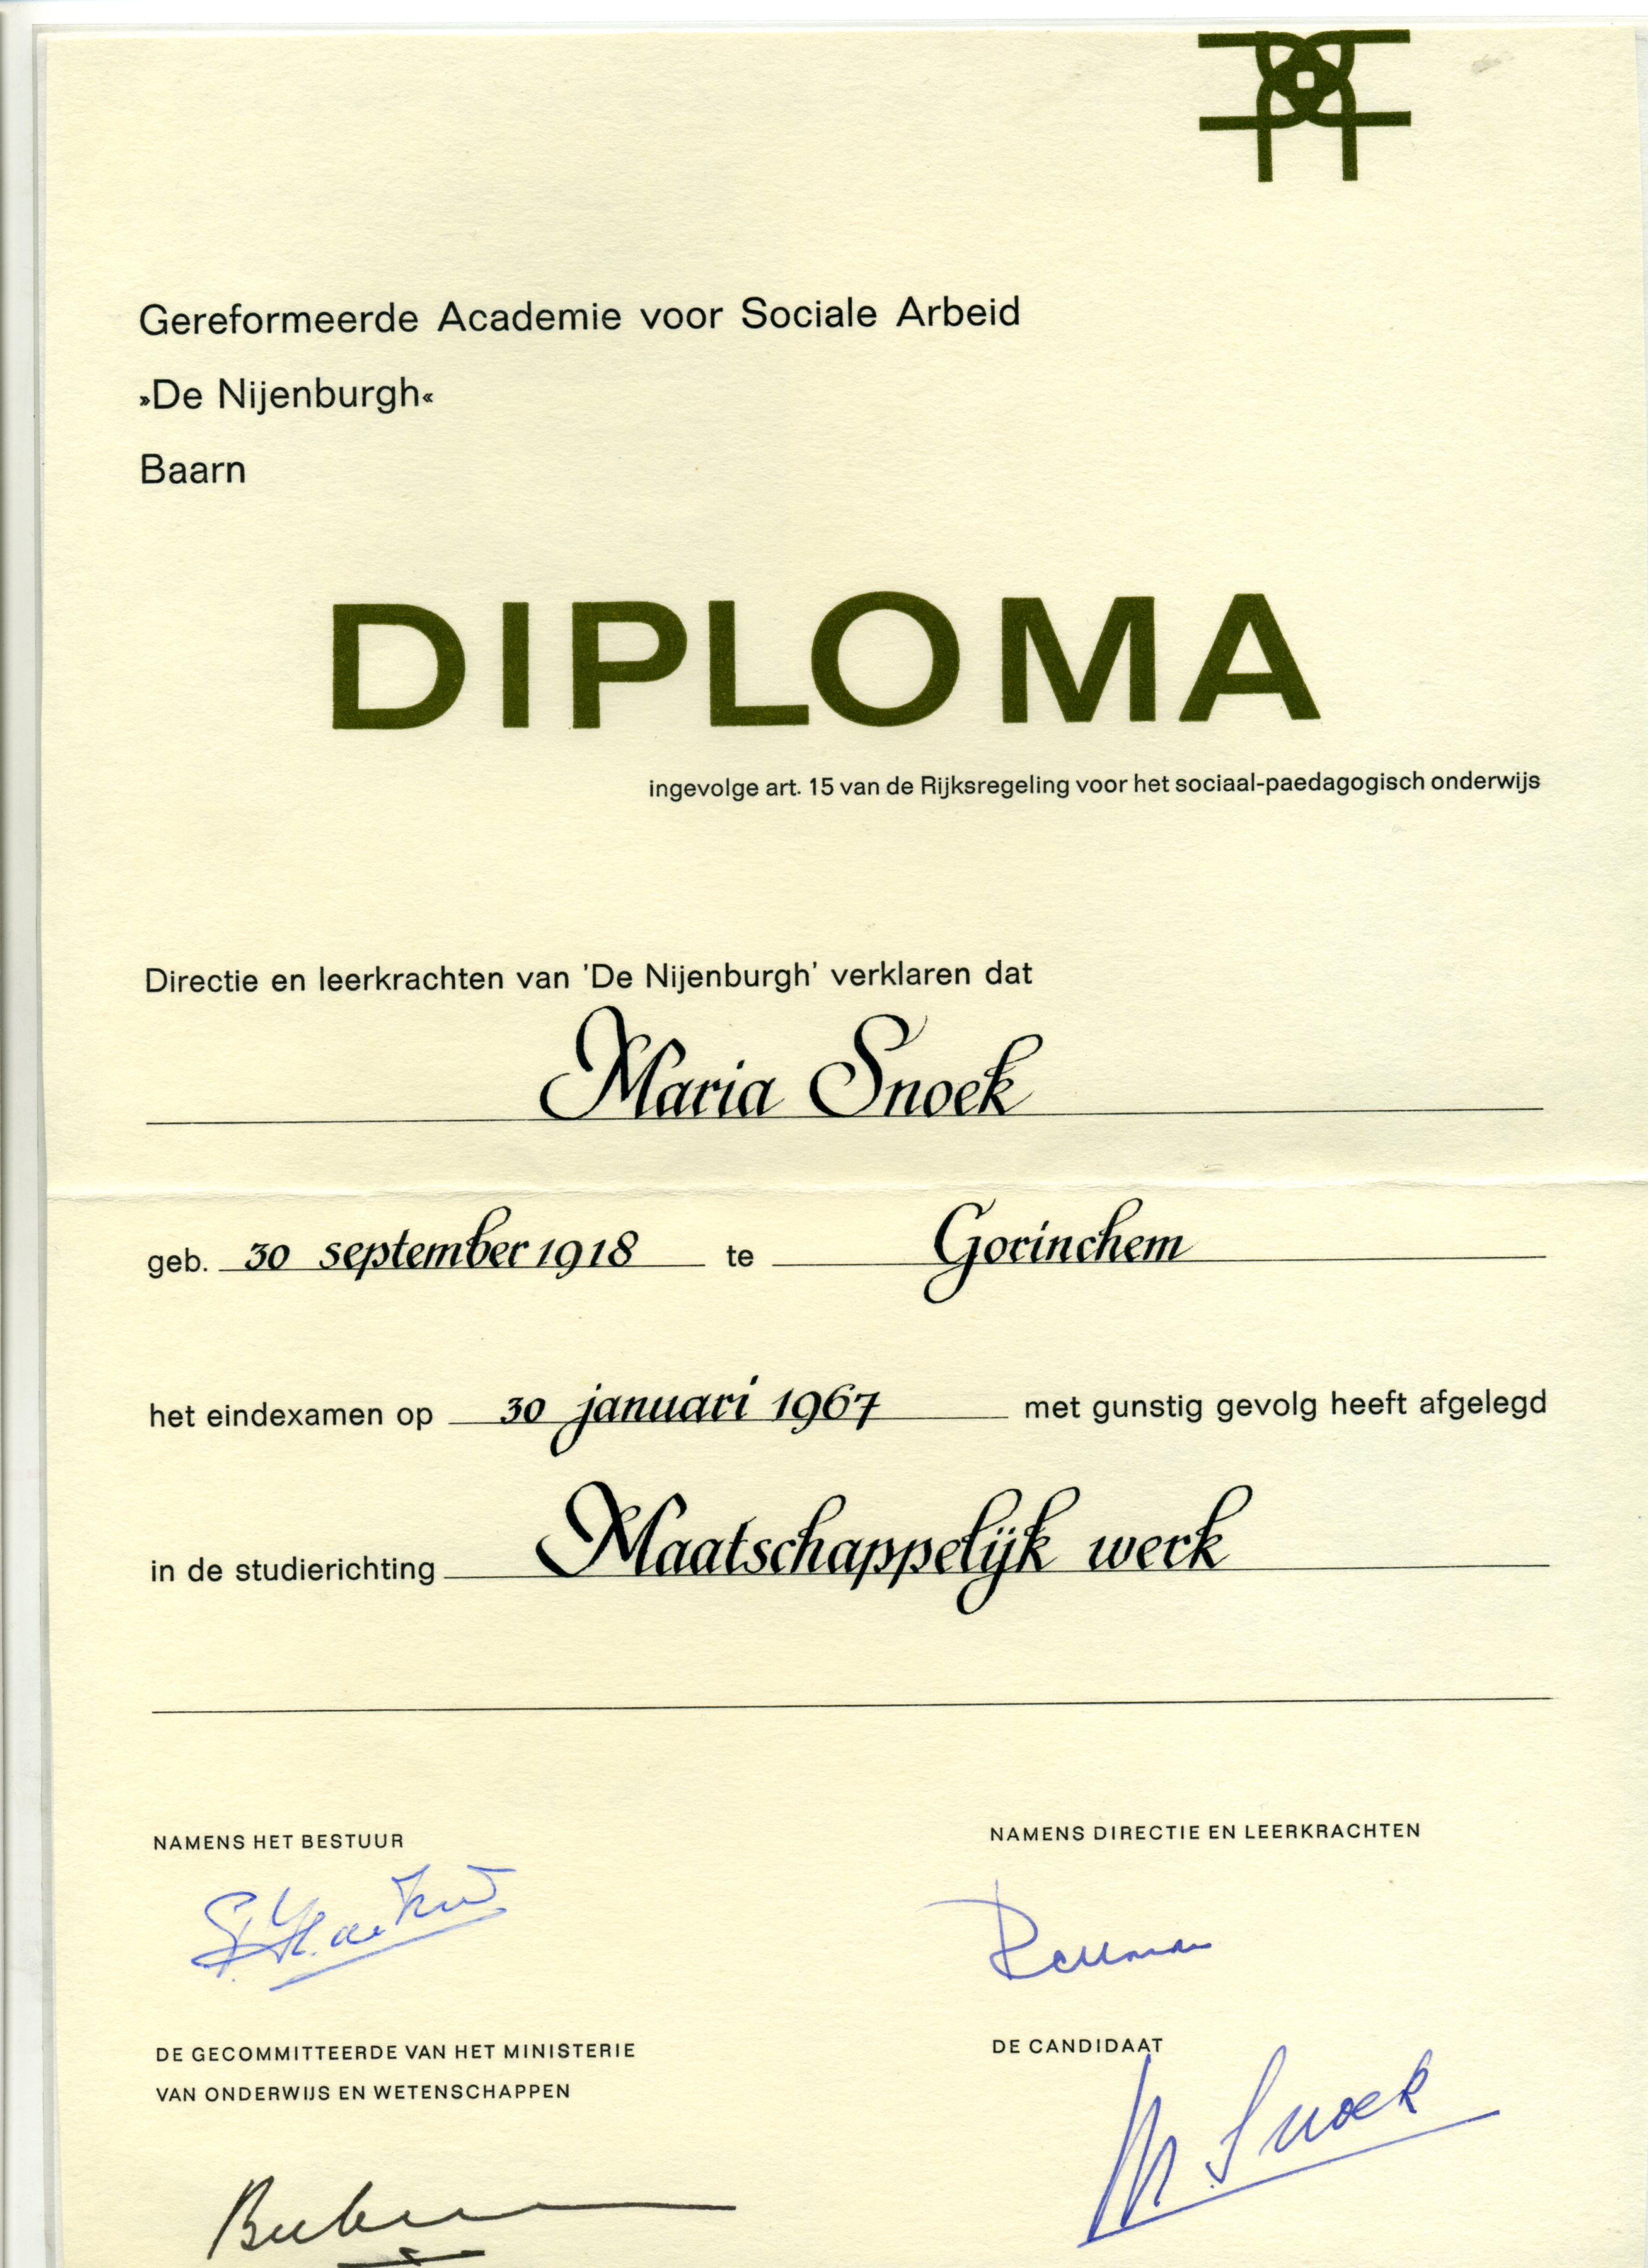 Gereformeerde Academie voor Sociale Arbeid
»De Nijenburgh«
Baarn
DIPLOMA
ingevolge art. 15 van de Rijksregeling voor het sociaal-paedagogisch onderwijs
Directie en leerkrachten van 'De Nijenburgh' verklaren dat
Maria Snoek
geb. 30 september 1918 te Gorinchem
het eindexamen op 30 januari 1967 met gunstig gevolg heeft afgelegd
in de studierichting Maatschappelijk werk
NAMENS HET BESTUUR
NAMENS DIRECTIE EN LEERKRACHTEN
DE GECOMMITTEERDE VAN HET MINISTERIE
VAN ONDERWIJS EN WETENSCHAPPEN
DE CANDIDAAT
M Snoek